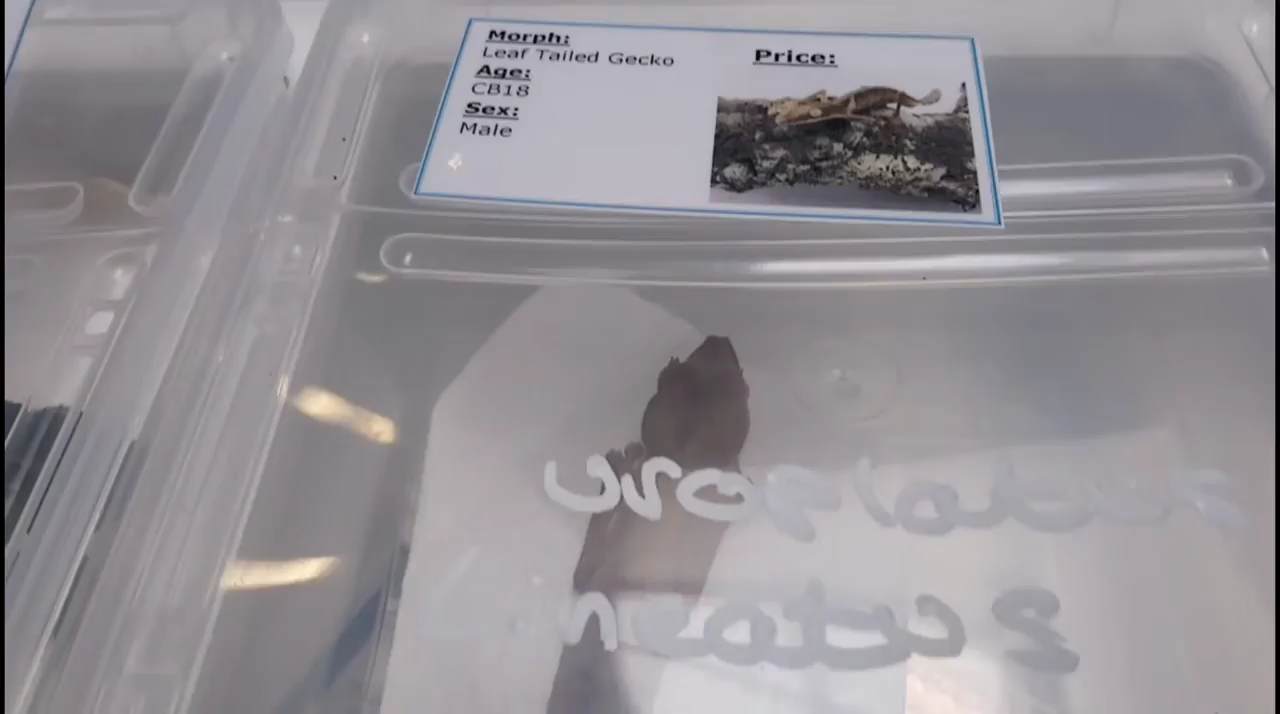 Morph:
Leaf Tailed Gecko
Age:
CB18
Sex:
Male
Price:
Uroplatus